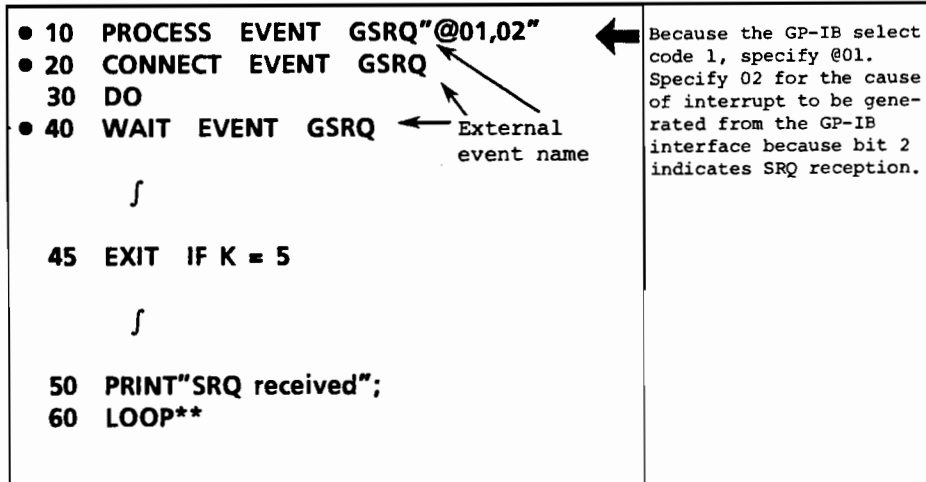 ● 10 PROCESS EVENT GSRQ"@01,02"
● 20 CONNECT EVENT GSRQ
30 DO
● 40 WAIT EVENT GSRQ
External
event name
∫
45 EXIT IF K = 5
∫
50 PRINT"SRQ received";
60 LOOP**
Because the GP-IB select
code 1, specify @01.
Specify 02 for the cause
of interrupt to be gene-
rated from the GP-IB
interface because bit 2
indicates SRQ reception.